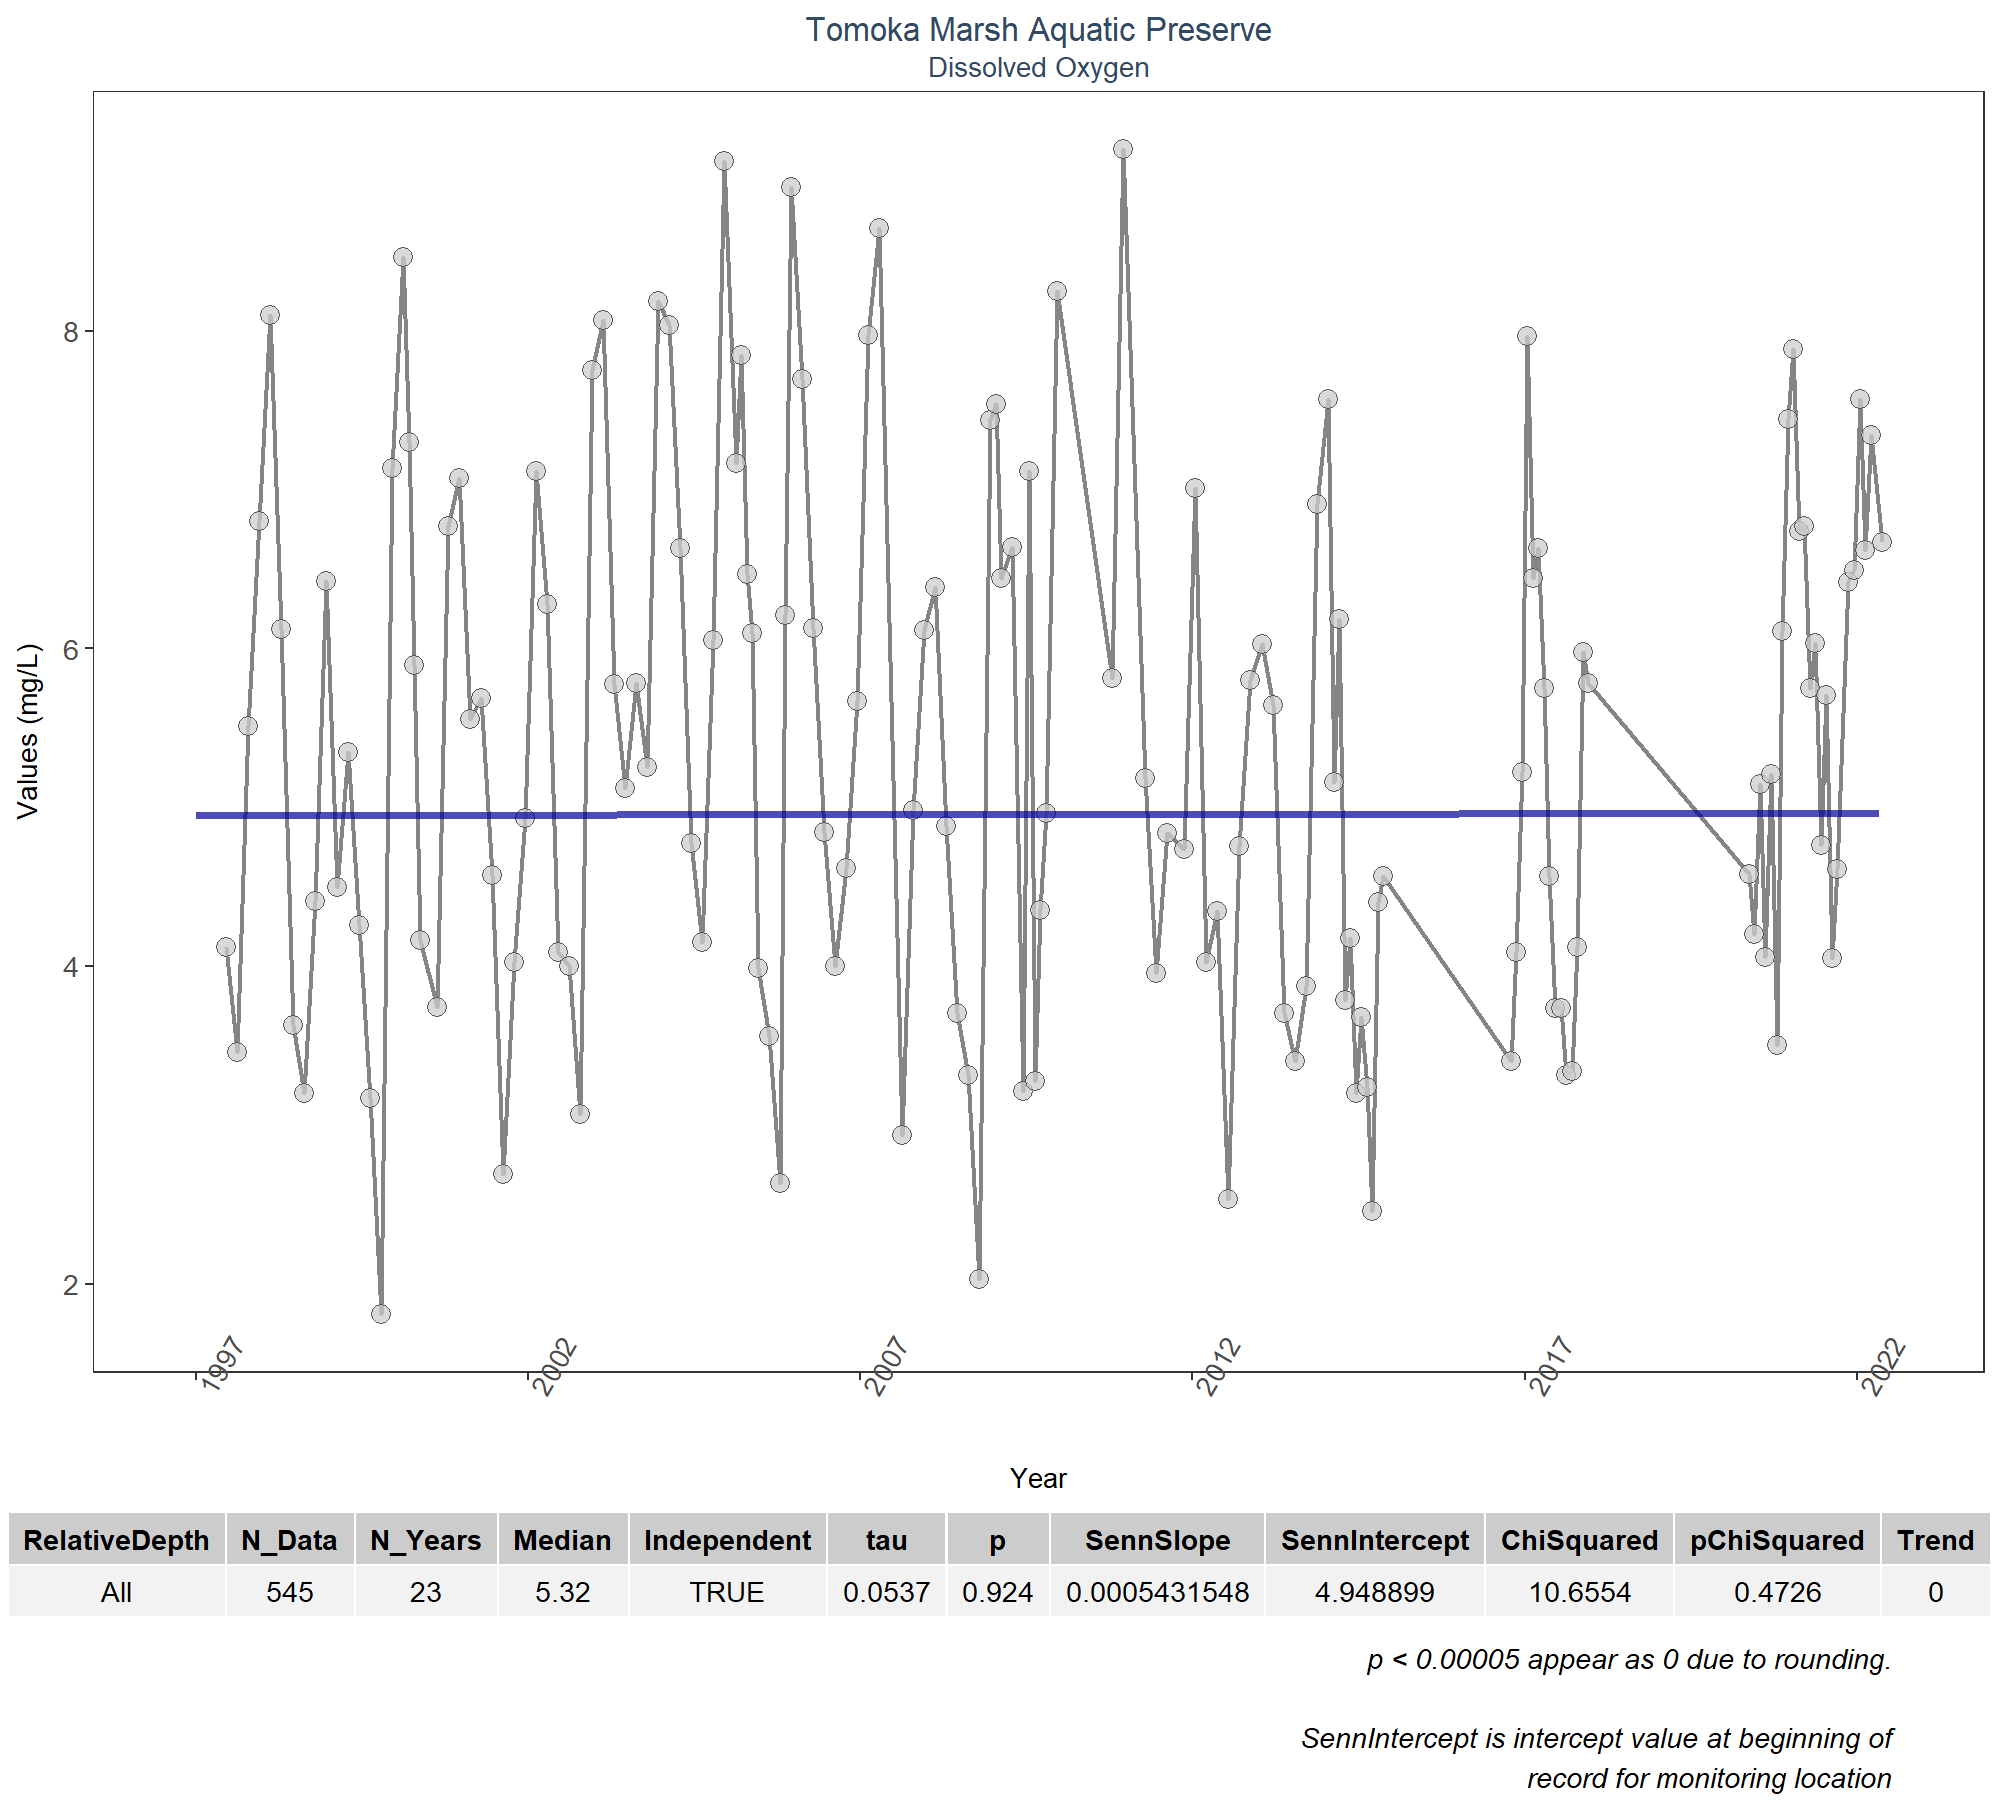 Tomoka Marsh Aquatic Preserve
Dissolved Oxygen
Values (mg/L)
8
6
4
2
1997
2002
2007
2012
2017
2022
Year
RelativeDepth N_Data N_Years Median Independent tau p SennSlope SennIntercept ChiSquared pChiSquared Trend
All 545 23 5.32 TRUE 0.0537 0.924 0.0005431548 4.948899 10.6554 0.4726 0
p < 0.00005 appear as 0 due to rounding.
SennIntercept is intercept value at beginning of
record for monitoring location